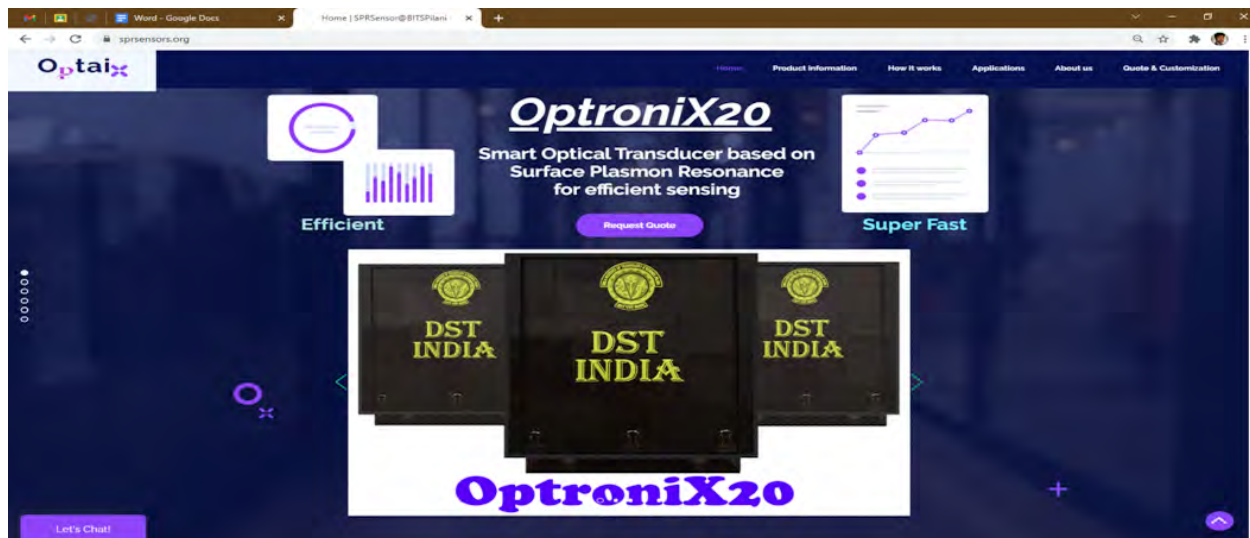 Word - Google Docs
Home | SPRSensor@BITSPilani
sprsensors.org
Optaix
Home
Product information
How it works
Applications
About us
Quote & Customization
OptroniX20
Smart Optical Transducer based on
Surface Plasmon Resonance
for efficient sensing
Efficient
Request Quote
Super Fast
DST
INDIA
DST
INDIA
DST
INDIA
OptroniX20
Let's Chat!